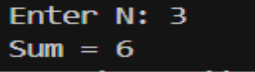 Enter N: 3
Sum = 6